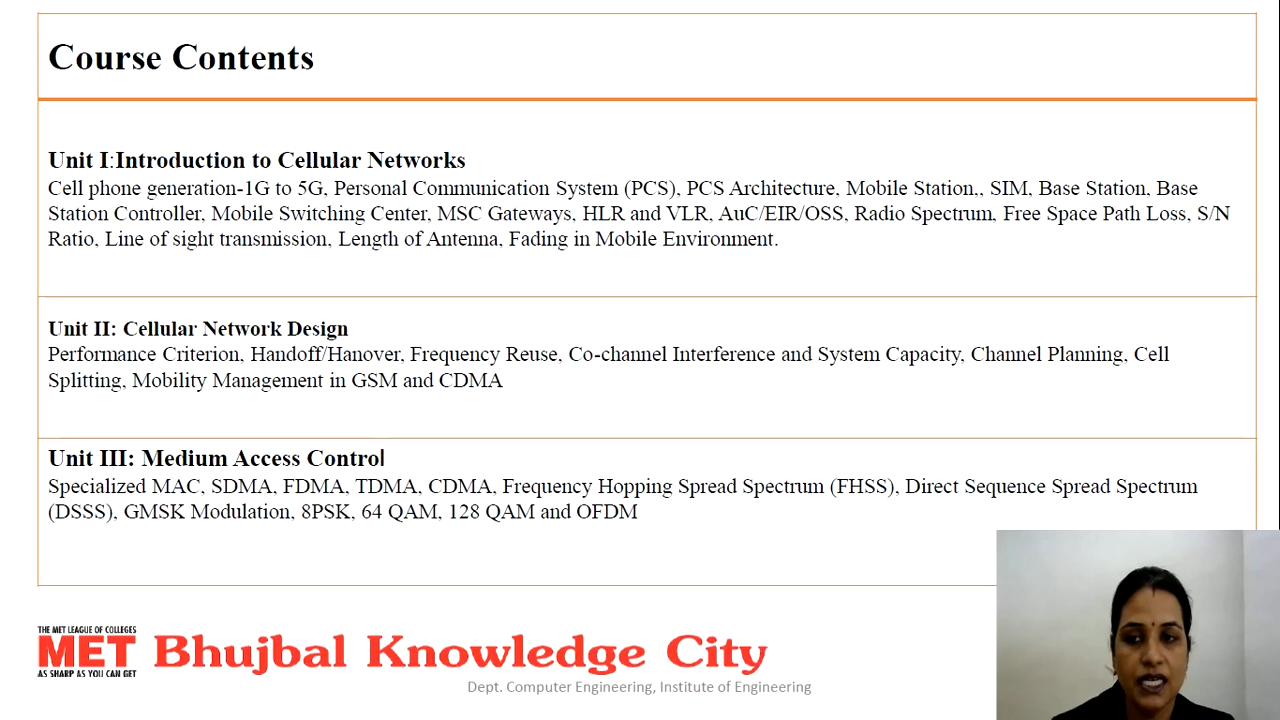 Course Contents
Unit I:Introduction to Cellular Networks
Cell phone generation-1G to 5G, Personal Communication System (PCS), PCS Architecture, Mobile Station,, SIM, Base Station, Base
Station Controller, Mobile Switching Center, MSC Gateways, HLR and VLR, AuC/EIR/OSS, Radio Spectrum, Free Space Path Loss, S/N
Ratio, Line of sight transmission, Length of Antenna, Fading in Mobile Environment.
Unit II: Cellular Network Design
Performance Criterion, Handoff/Hanover, Frequency Reuse, Co-channel Interference and System Capacity, Channel Planning, Cell
Splitting, Mobility Management in GSM and CDMA
Unit III: Medium Access Control
Specialized MAC, SDMA, FDMA, TDMA, CDMA, Frequency Hopping Spread Spectrum (FHSS), Direct Sequence Spread Spectrum
(DSSS), GMSK Modulation, 8PSK, 64 QAM, 128 QAM and OFDM
THE MET LEAGUE OF COLLEGES
MET Bhujbal Knowledge City
AS SHARP AS YOU CAN GET
Dept. Computer Engineering, Institute of Engineering